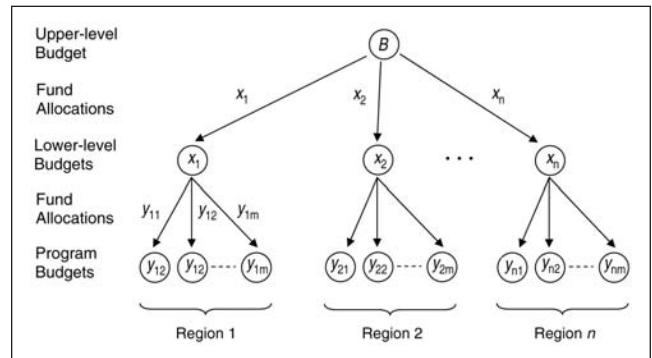 Upper-level
Budget
B
Fund
Allocations
x1 x2 xn
Lower-level
Budgets
x1 x2 · · · xn
Fund
Allocations
y11 y12 y1m
Program
Budgets
y12 y12 y1m y21 y22 y2m yn1 yn2 ynm
Region 1 Region 2 Region n